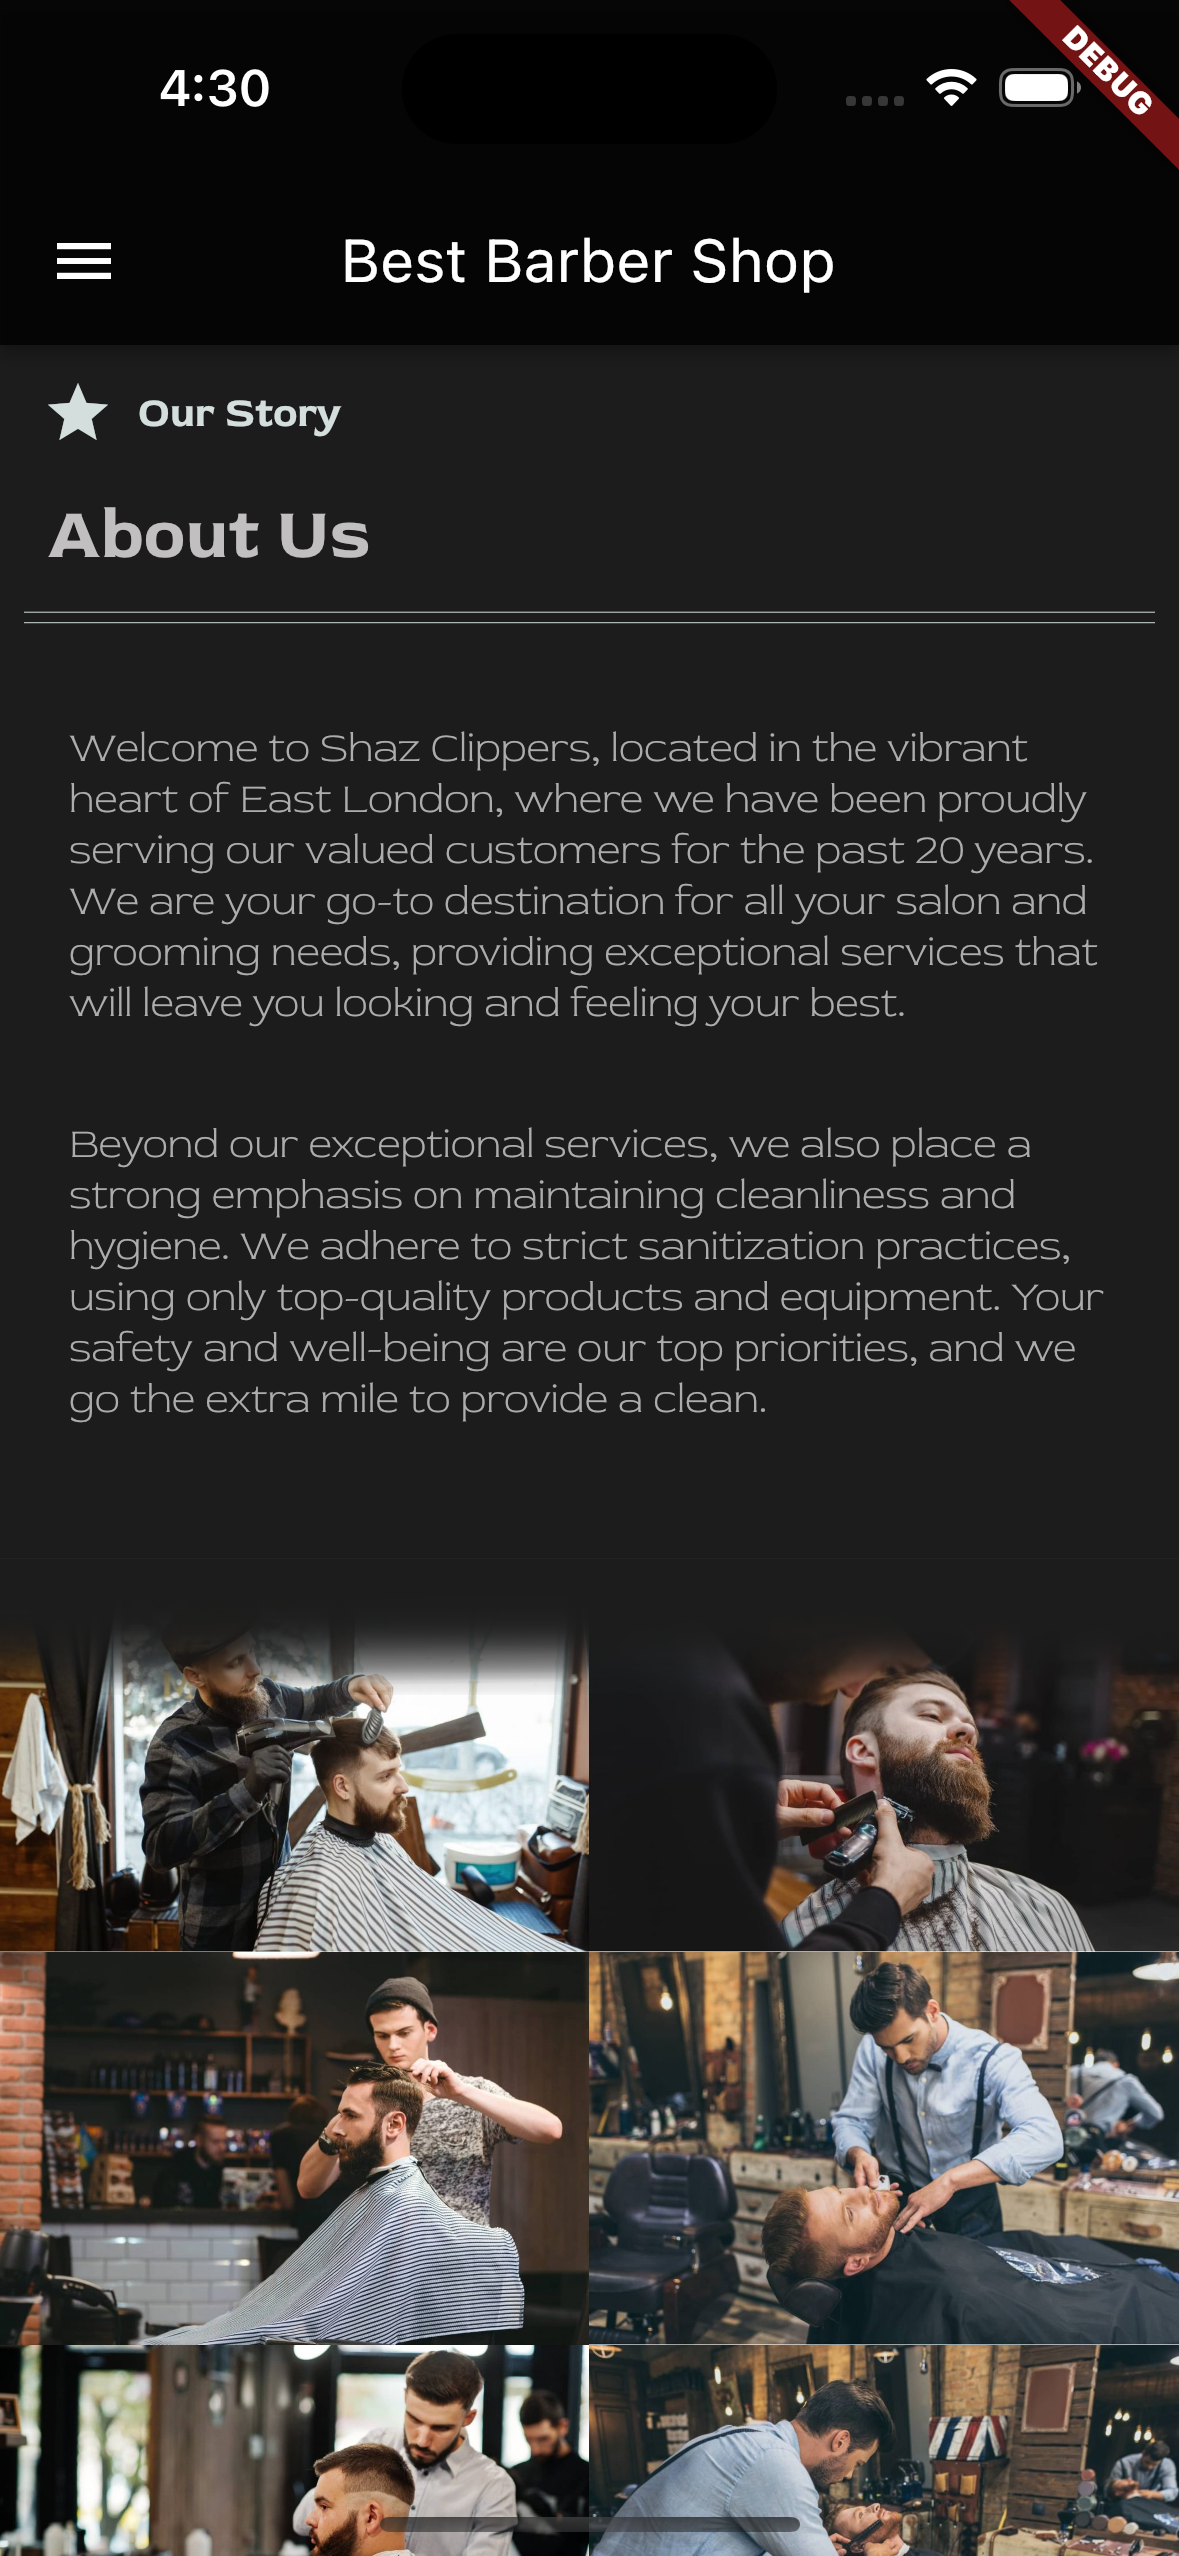 4:30
DEBUG
Best Barber Shop
Our Story
About Us
Welcome to Shaz Clippers, located in the vibrant
heart of East London, where we have been proudly
serving our valued customers for the past 20 years.
We are your go-to destination for all your salon and
grooming needs, providing exceptional services that
will leave you looking and feeling your best.
Beyond our exceptional services, we also place a
strong emphasis on maintaining cleanliness and
hygiene. We adhere to strict sanitization practices,
using only top-quality products and equipment. Your
safety and well-being are our top priorities, and we
go the extra mile to provide a clean.